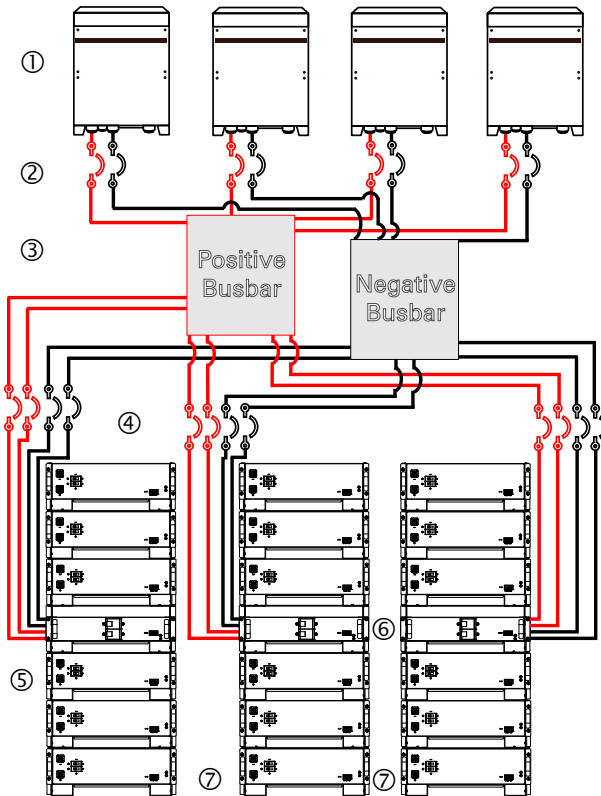 ①
②
③
Positive
Busbar
Negative
Busbar
④
⑥
⑤
⑦
⑦